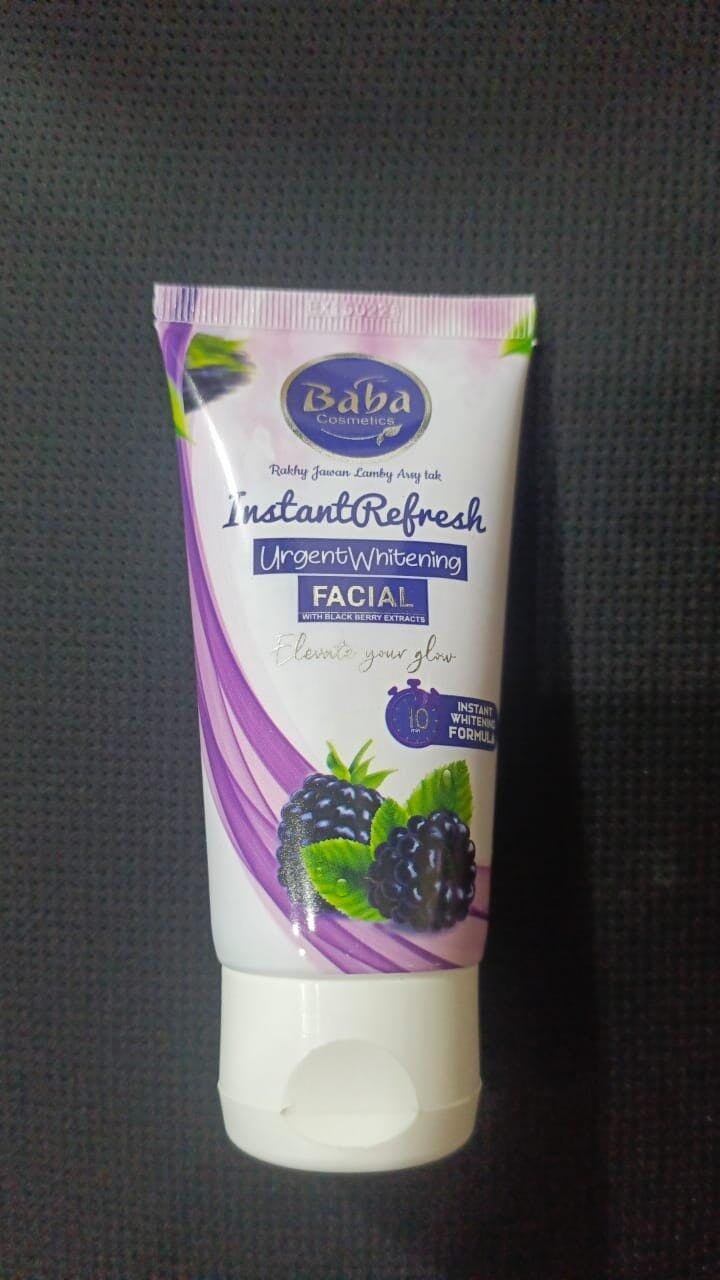 Baba
Cosmetics
Rakhy Jawan Lamby Arsy tak
InstantRefresh
UrgentWhitening
FACIAL
WITH BLACK BERRY EXTRACTS
Elevate your glow
10
min
INSTANT
WHITENING
FORMULA